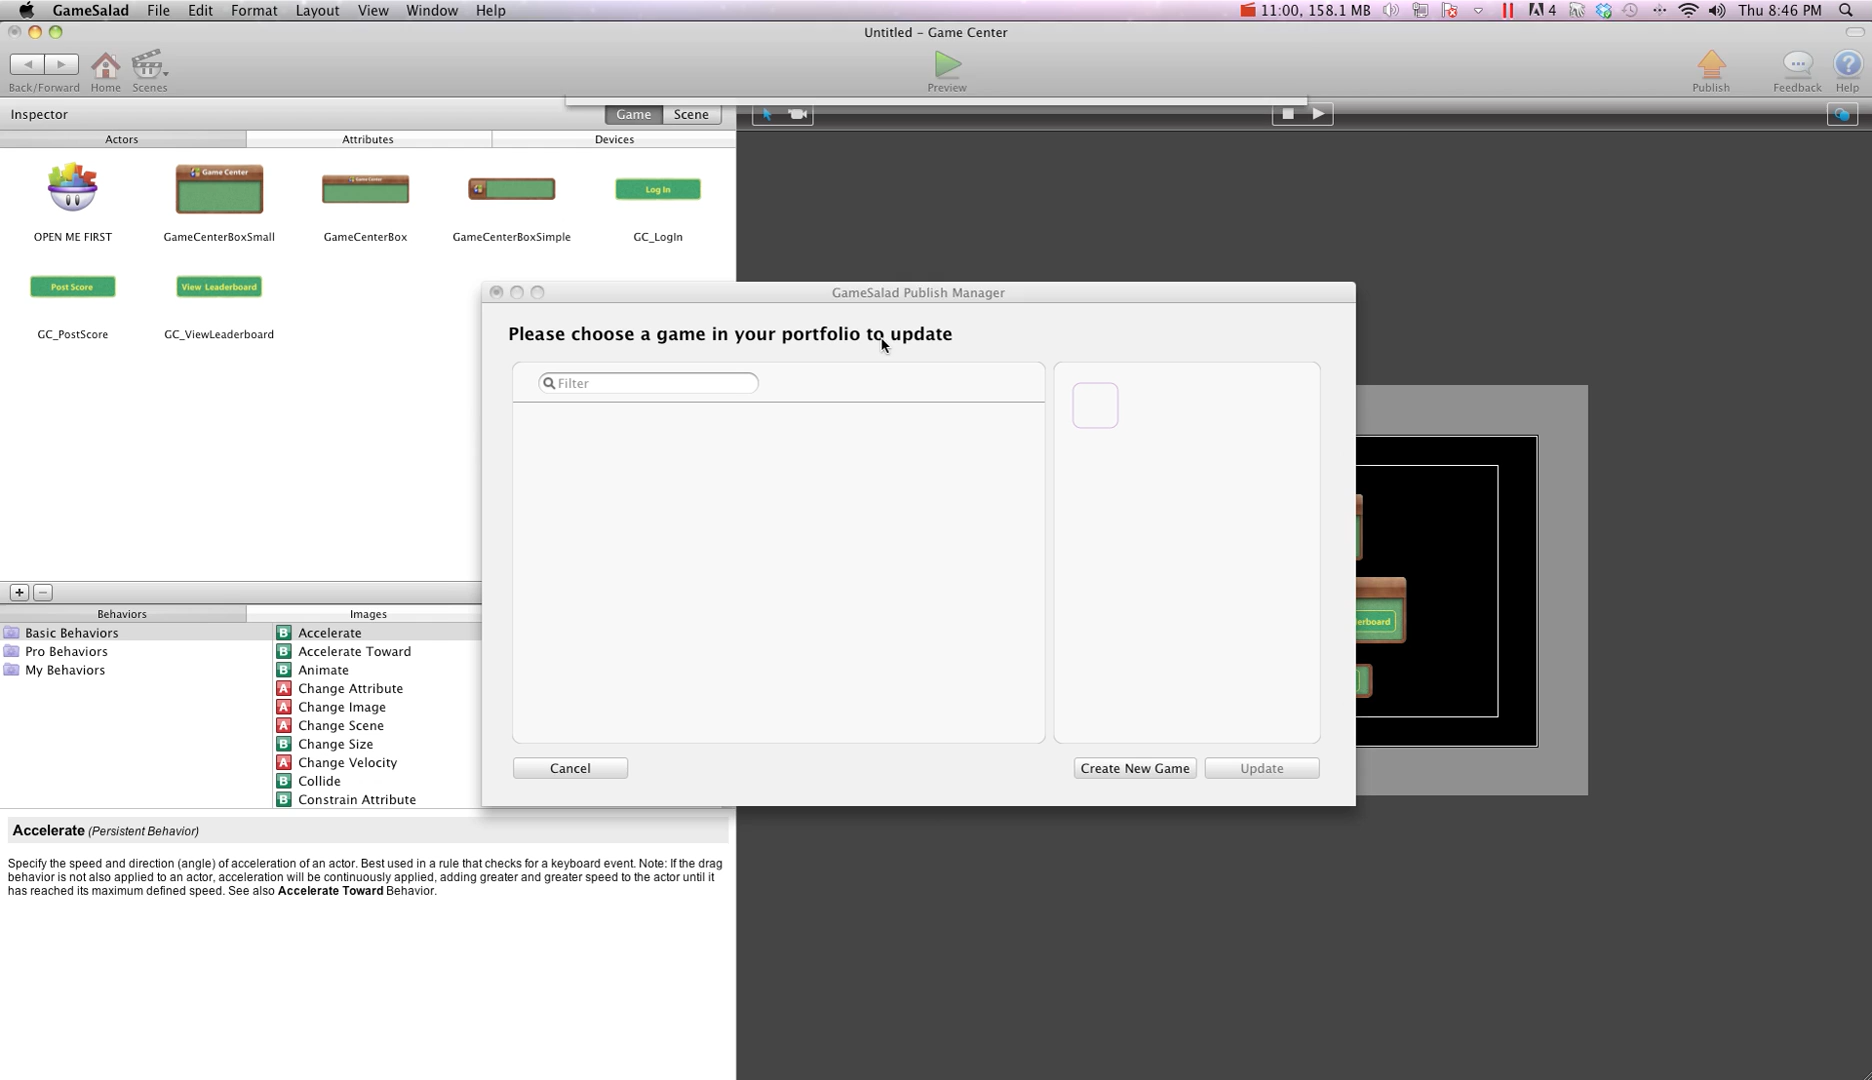 GameSalad File Edit Format Layout View Window Help 11:00, 158.1 MB 4 Thu 8:46 PM
Untitled – Game Center
Back/Forward Home Scenes Preview Publish Feedback Help
Inspector Game Scene
Actors Attributes Devices
Game Center Game Center Log In
OPEN ME FIRST GameCenterBoxSmall GameCenterBox GameCenterBoxSimple GC_LogIn
Post Score View Leaderboard
GC_PostScore GC_ViewLeaderboard
GameSalad Publish Manager
Please choose a game in your portfolio to update
Filter
Cancel Create New Game Update
erboard
Behaviors Images
Basic Behaviors
Pro Behaviors
My Behaviors
B Accelerate
B Accelerate Toward
B Animate
A Change Attribute
A Change Image
A Change Scene
B Change Size
A Change Velocity
B Collide
B Constrain Attribute
Accelerate (Persistent Behavior)
Specify the speed and direction (angle) of acceleration of an actor. Best used in a rule that checks for a keyboard event. Note: If the drag
behavior is not also applied to an actor, acceleration will be continuously applied, adding greater and greater speed to the actor until it
has reached its maximum defined speed. See also Accelerate Toward Behavior.